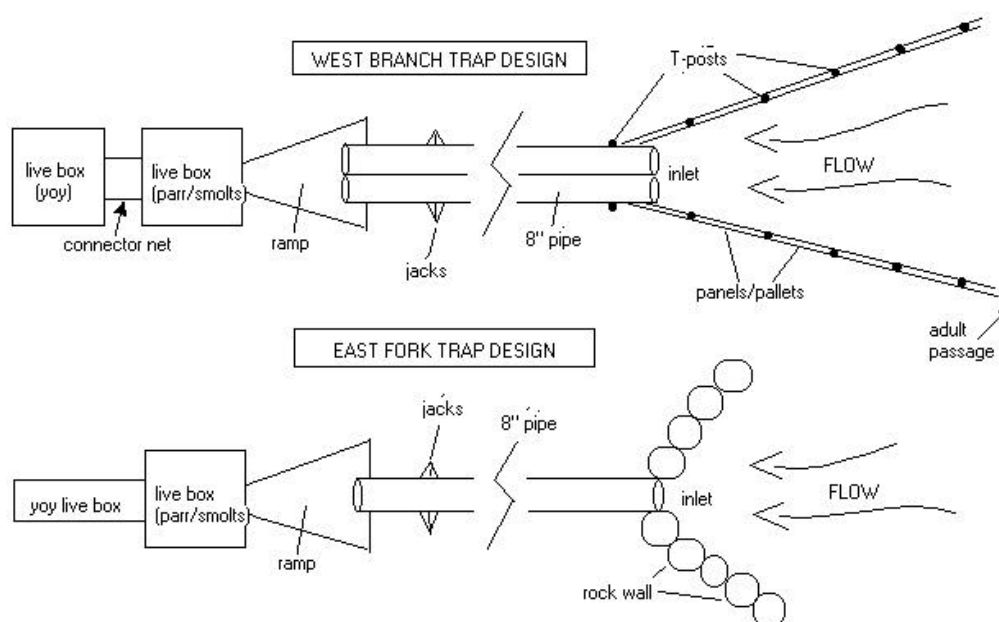 WEST BRANCH TRAP DESIGN
T-posts
live box
(yoy)
live box
(parr/smolts)
connector net
ramp
jacks
8" pipe
inlet
FLOW
panels/pallets
adult
passage
EAST FORK TRAP DESIGN
jacks
8" pipe
yoy live box
live box
(parr/smolts)
ramp
inlet
FLOW
rock wall